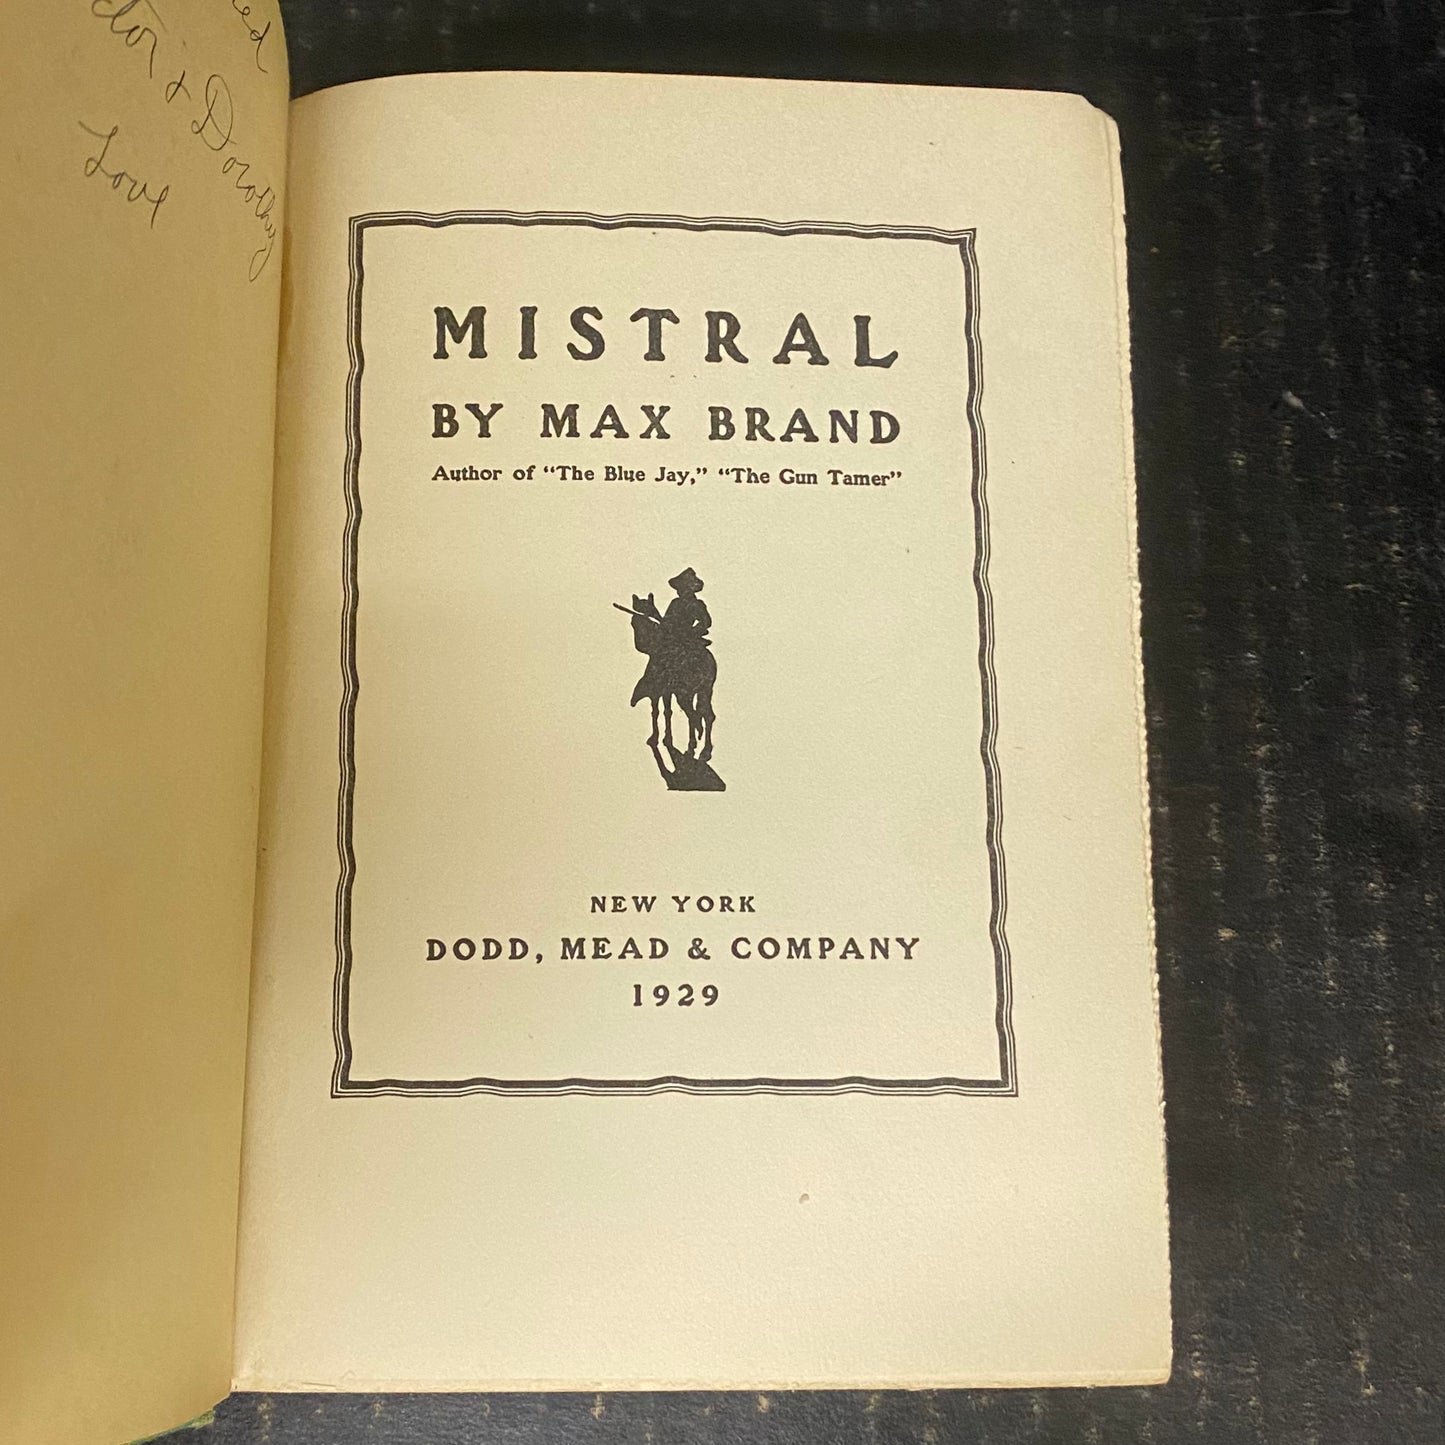 & Dorothy
Love
MISTRAL
BY MAX BRAND
Author of “The Blue Jay,” “The Gun Tamer”
NEW YORK
DODD, MEAD & COMPANY
1929